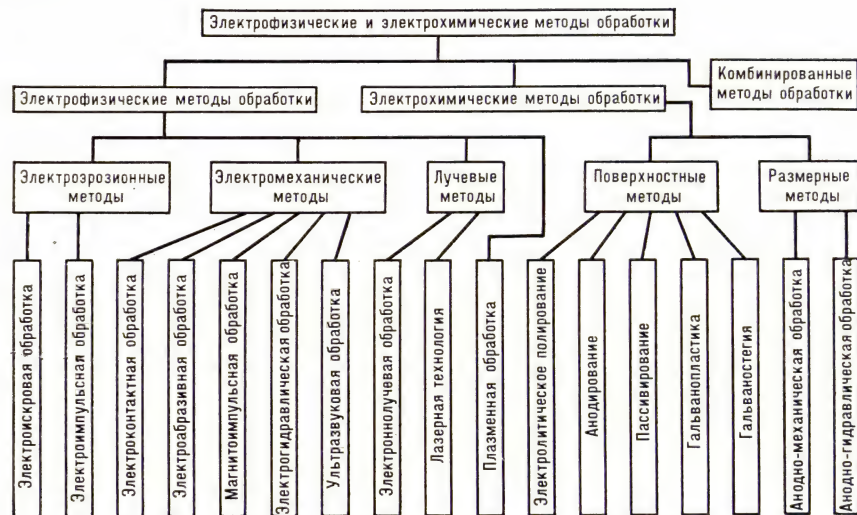 Электрофизические и электрохимические методы обработки
Комбинированные
методы обработки
Электрофизические методы обработки
Электрохимические методы обработки
Электроэрозионные
методы
Электромеханические
методы
Лучевые
методы
Поверхностные
методы
Размерные
методы
Электроискровая обработка
Электроимпульсная обработка
Электроконтактная обработка
Электроабразивная обработка
Магнитоимпульсная обработка
Электрогидравлическая обработка
Ультразвуковая обработка
Электроннолучевая обработка
Лазерная технология
Плазменная обработка
Электролитическое полирование
Анодирование
Пассивирование
Гальванопластика
Гальваностегия
Анодно-механическая обработка
Анодно-гидравлическая обработка